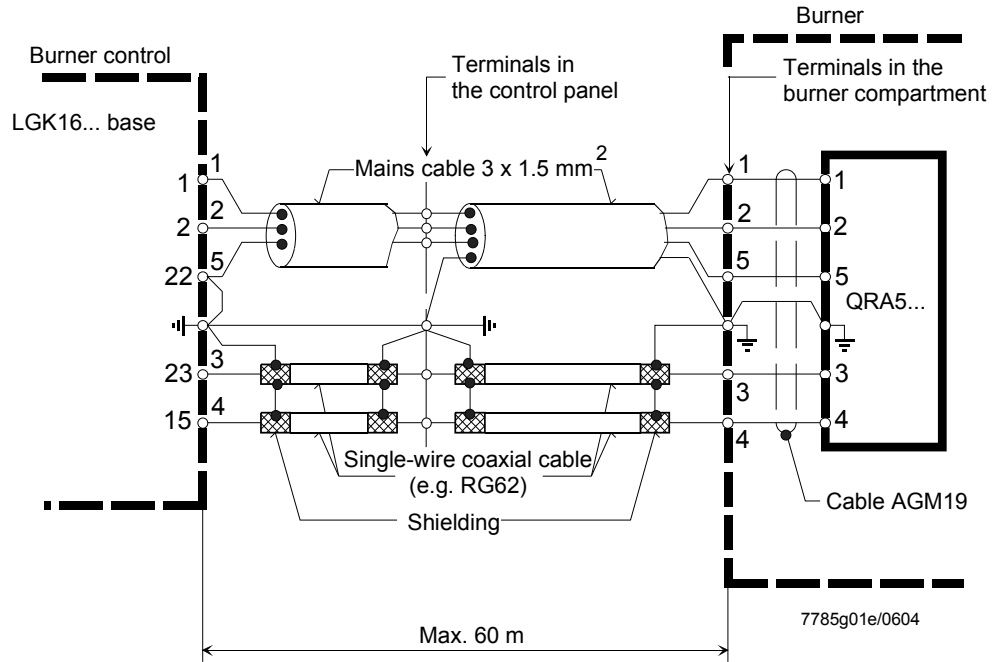 Burner
Burner control
Terminals in
the control panel
Terminals in the
burner compartment
LGK16... base
Mains cable 3 x 1.5 mm 2
1 1
2 2
22 5
23 3
15 4
1
2
5
3
4
1
2
5
3
4
QRA5...
Single-wire coaxial cable
(e.g. RG62)
Shielding
Cable AGM19
7785g01e/0604
Max. 60 m